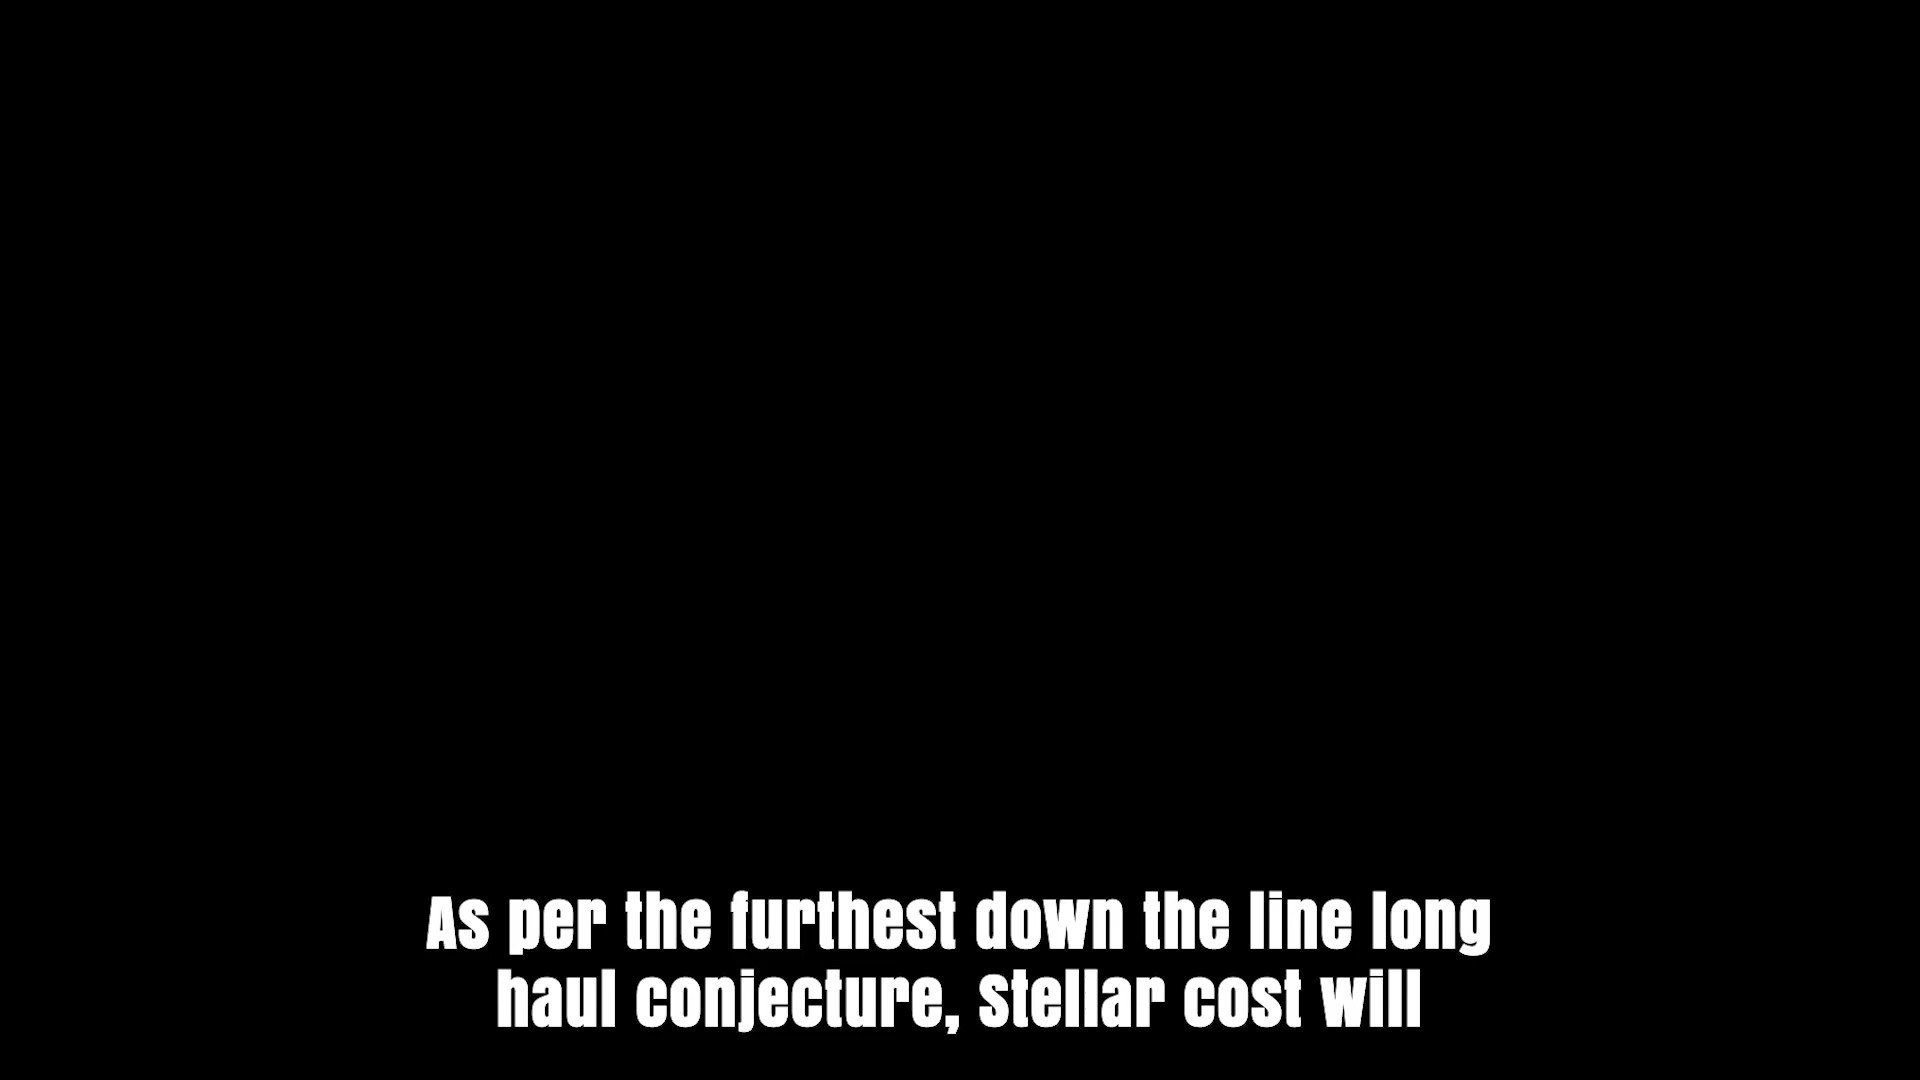 As per the furthest down the line long
haul conjecture, Stellar cost will